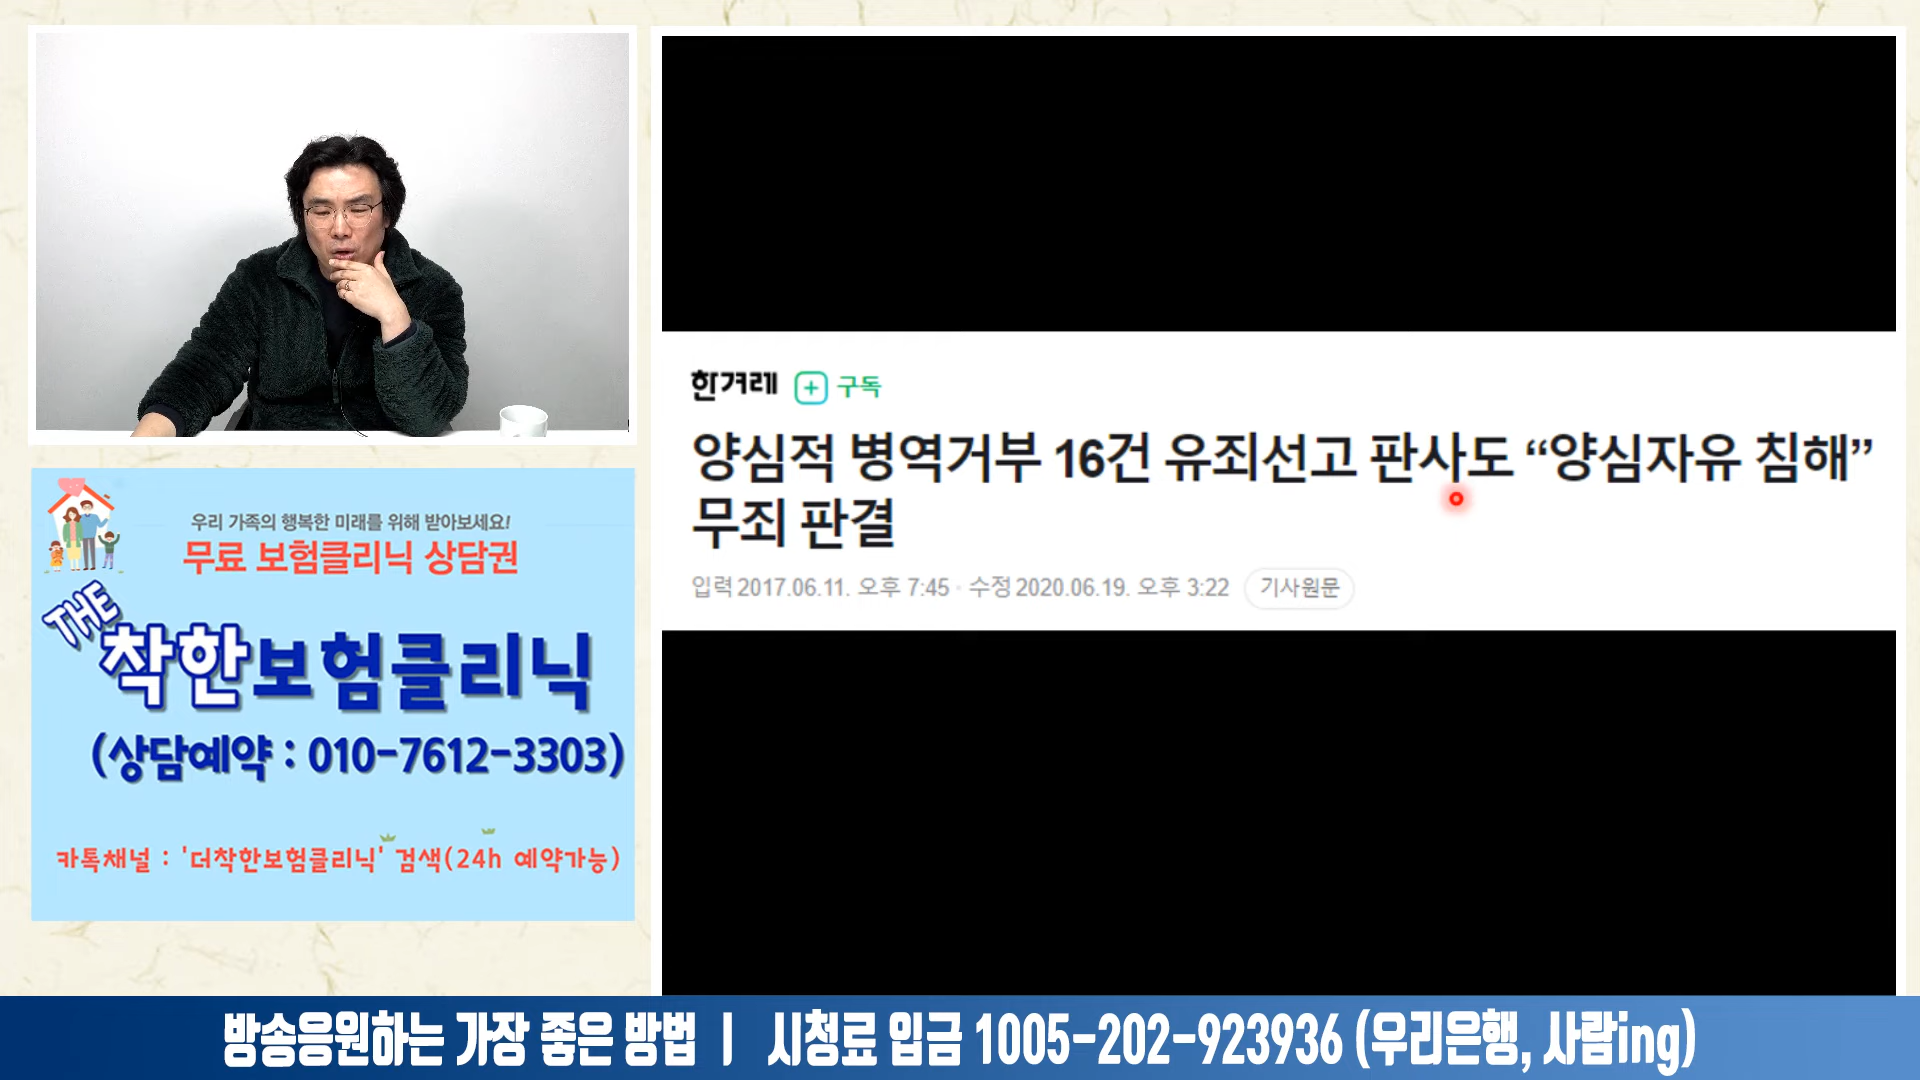 우리 가족의 행복한 미래를 위해 받아보세요!
무료 보험클리닉 상담권
THE
착한보험클리닉
(상담예약 : 010-7612-3303)
카톡채널 : '더착한보험클리닉' 검색(24h 예약가능)
한겨레 + 구독
양심적 병역거부 16건 유죄선고 판사도 “양심자유 침해”
무죄 판결
입력 2017.06.11. 오후 7:45 · 수정 2020.06.19. 오후 3:22 기사원문
방송응원하는 가장 좋은 방법 ㅣ 시청료 입금 1005-202-923936 (우리은행, 사람ing)